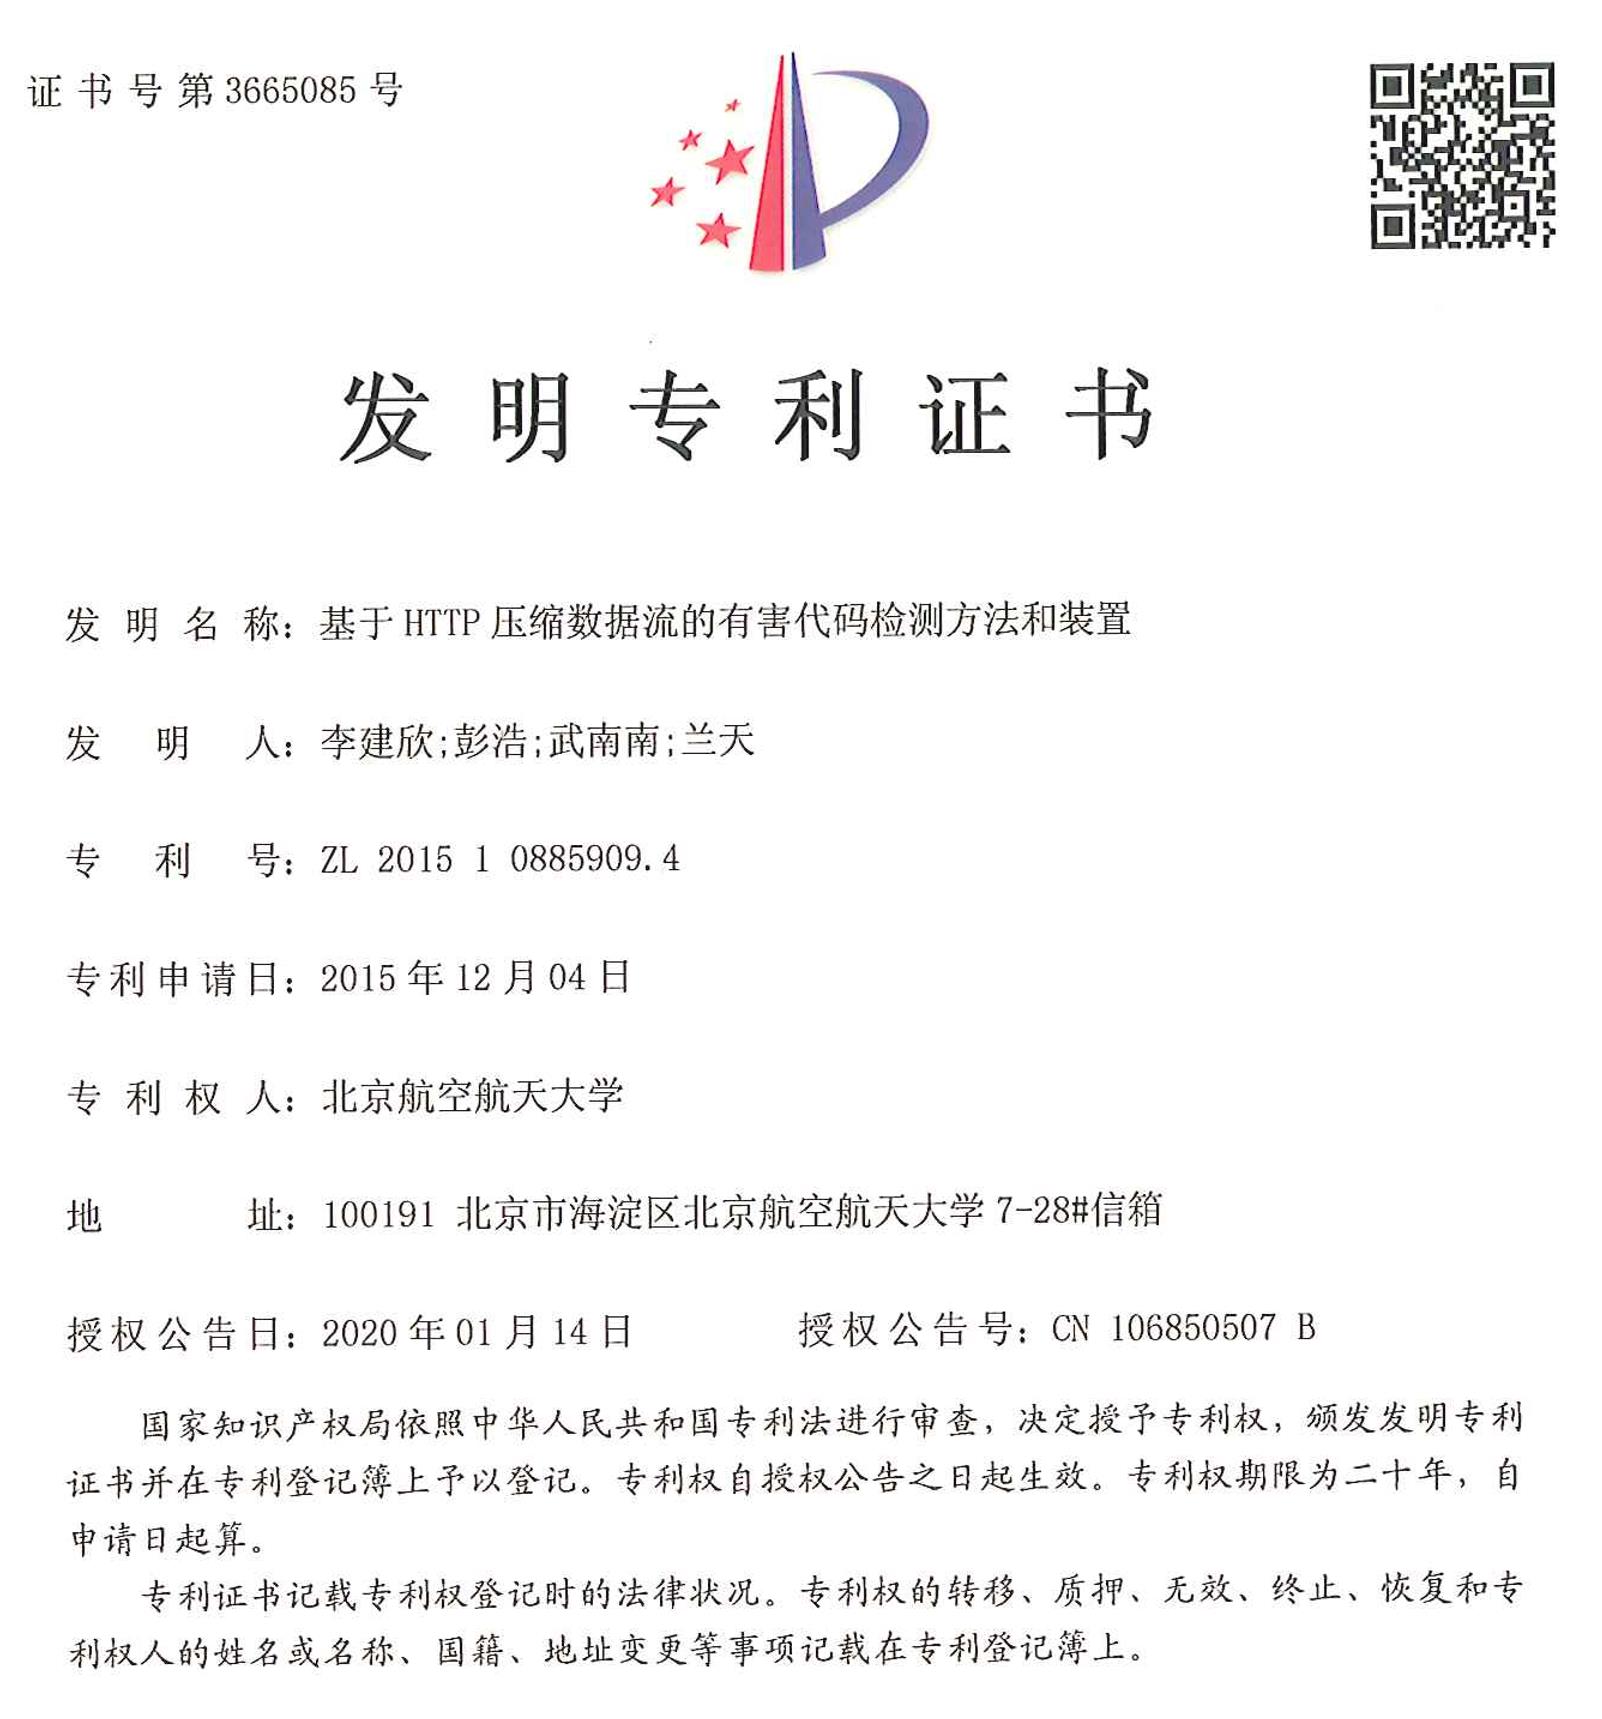 证书号第3665085号
发明专利证书
发明名称：基于HTTP压缩数据流的有害代码检测方法和装置
发明人：李建欣;彭浩;武南南;兰天
专利号：ZL 2015 1 0885909.4
专利申请日：2015年12月04日
专利权人：北京航空航天大学
地址：100191 北京市海淀区北京航空航天大学7-28#信箱
授权公告日：2020年01月14日 授权公告号：CN 106850507 B
国家知识产权局依照中华人民共和国专利法进行审查，决定授予专利权，颁发发明专利
证书并在专利登记簿上予以登记。专利权自授权公告之日起生效。专利权期限为二十年，自
申请日起算。
专利证书记载专利权登记时的法律状况。专利权的转移、质押、无效、终止、恢复和专
利权人的姓名或名称、国籍、地址变更等事项记载在专利登记簿上。